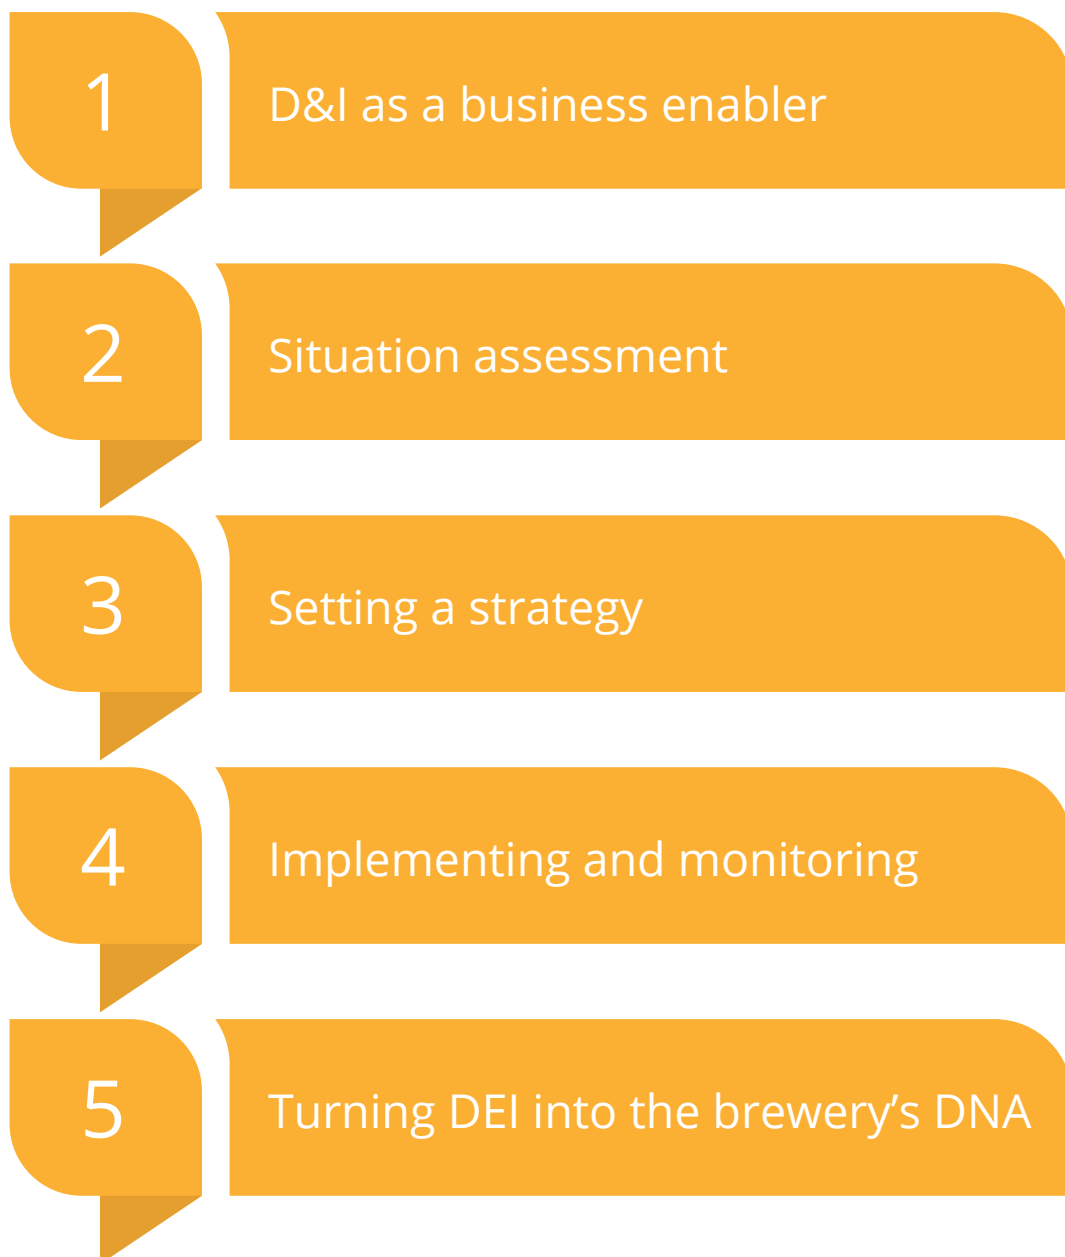 1
D&I as a business enabler
2
Situation assessment
3
Setting a strategy
4
Implementing and monitoring
5
Turning DEI into the brewery’s DNA